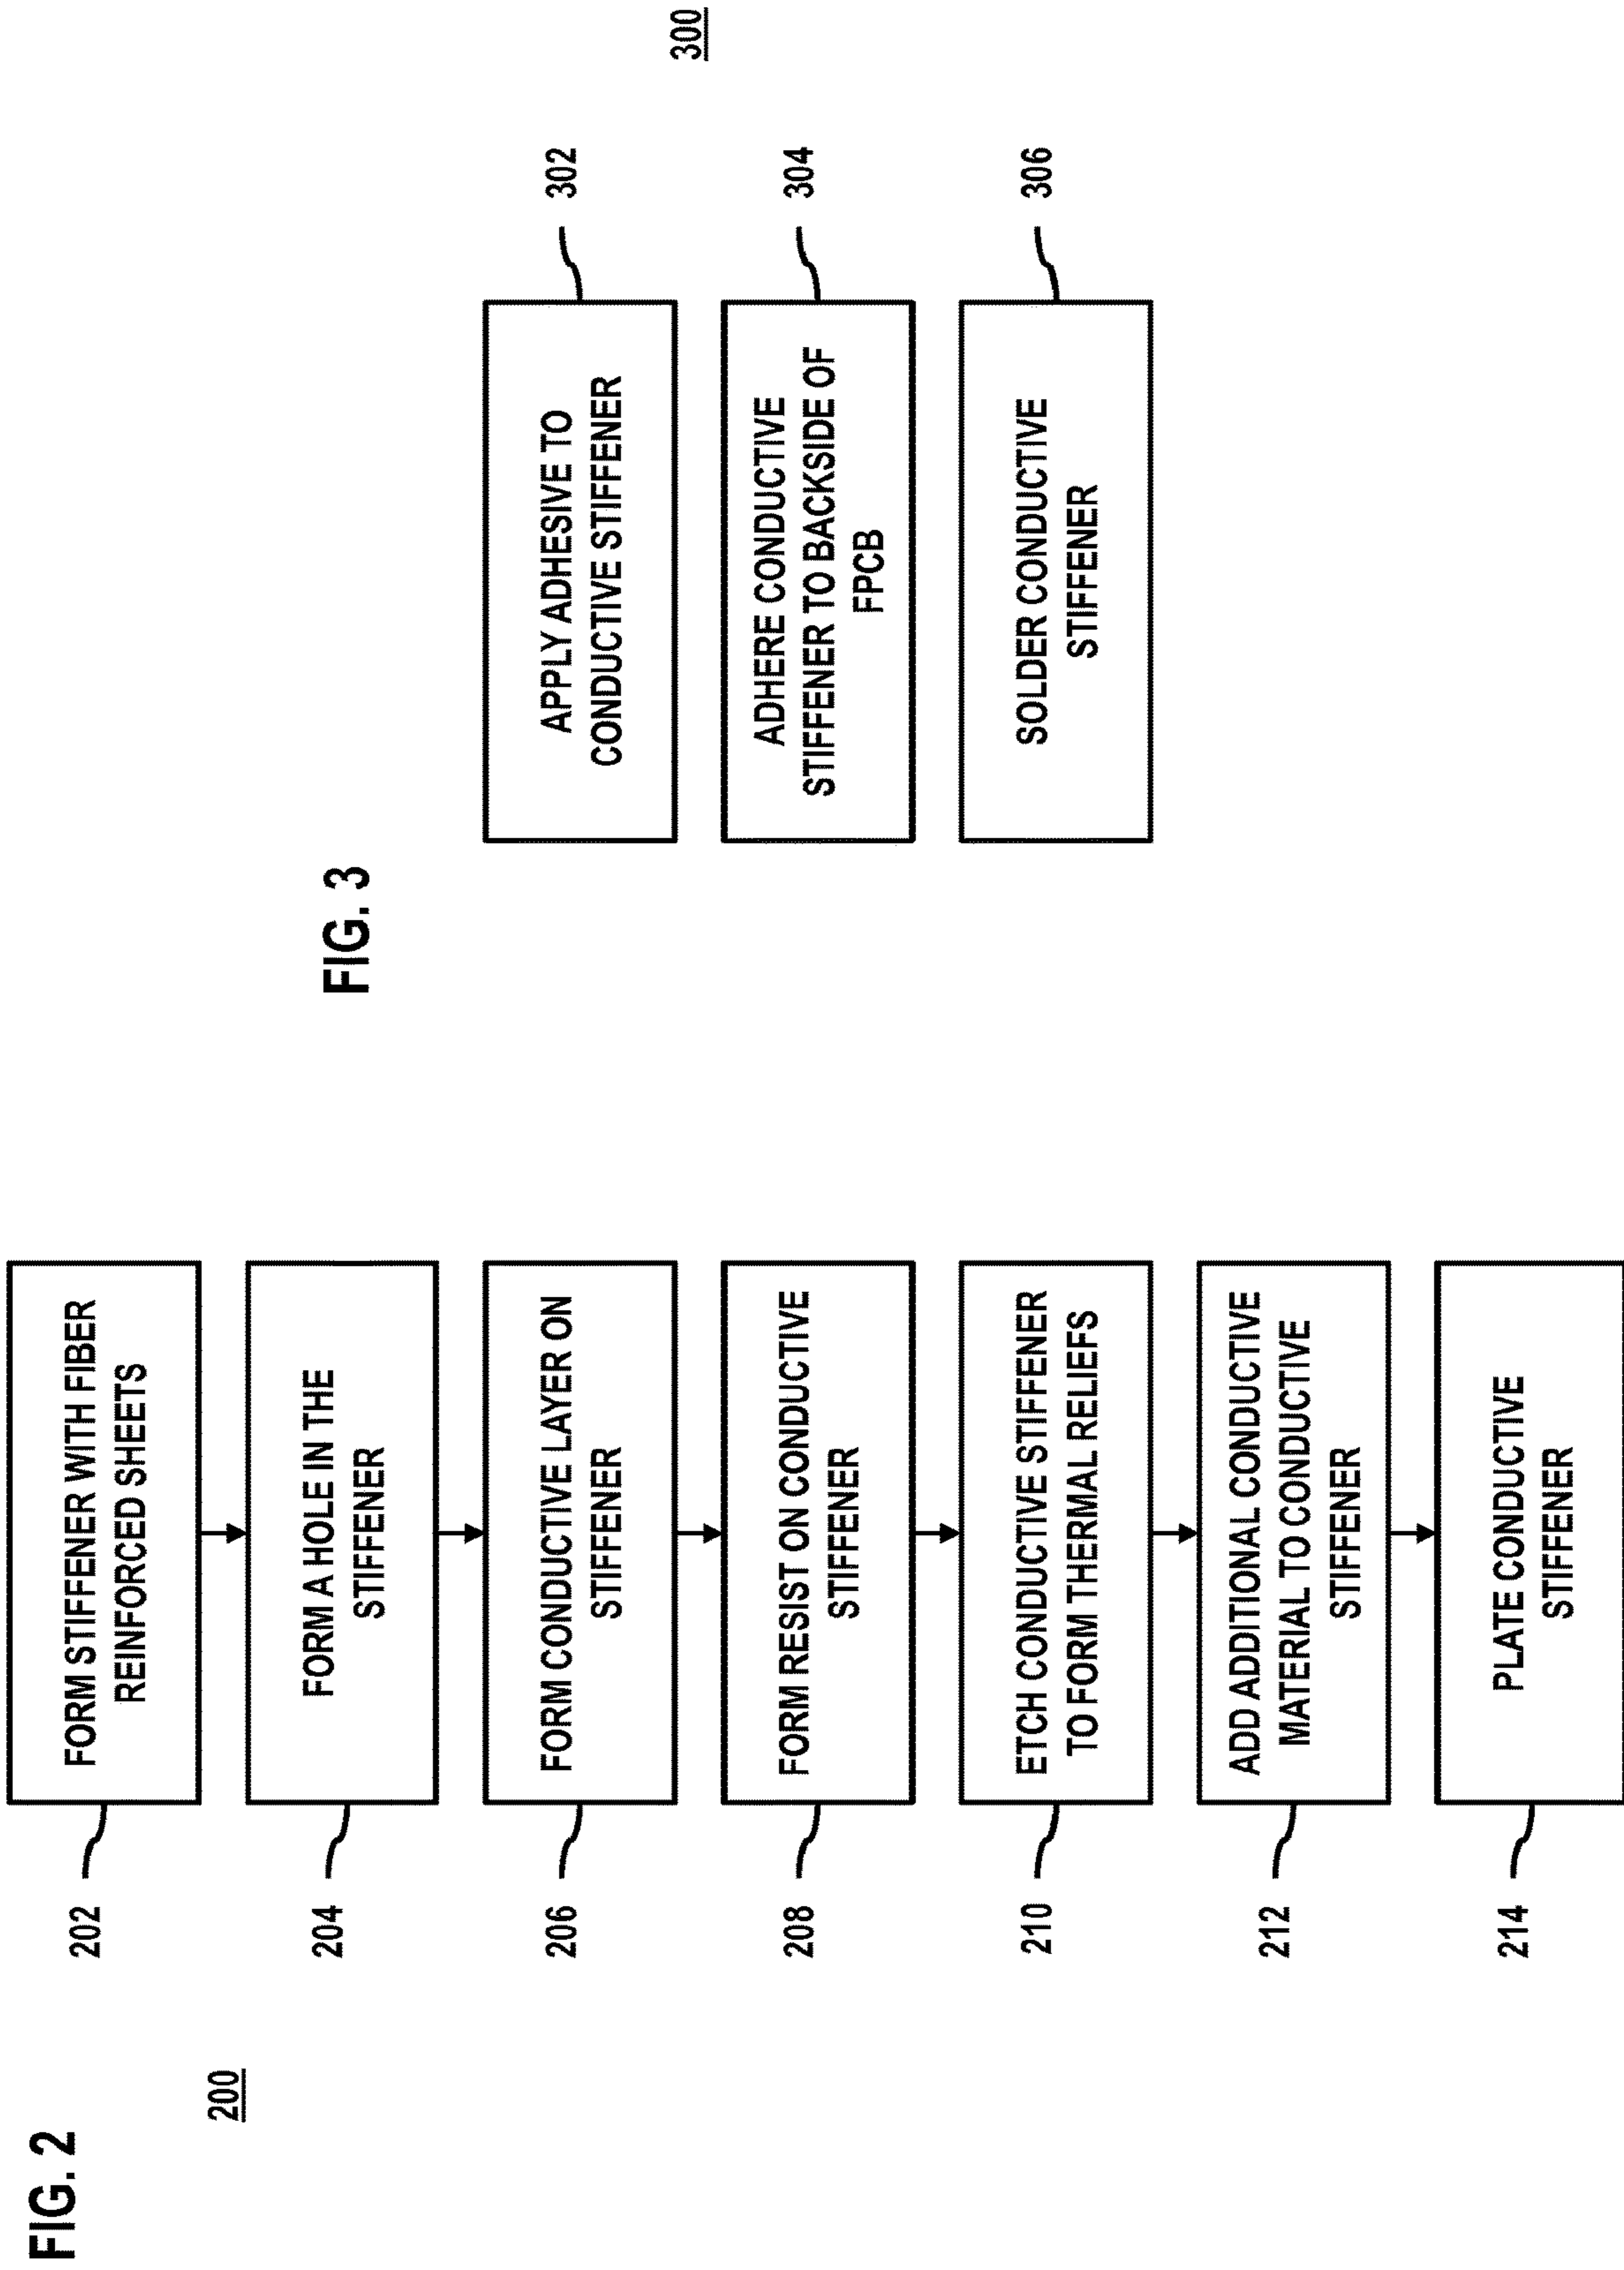 FIG. 2
200
202
FORM STIFFENER WITH FIBER
REINFORCED SHEETS
204
FORM A HOLE IN THE
STIFFENER
206
FORM CONDUCTIVE LAYER ON
STIFFENER
208
FORM RESIST ON CONDUCTIVE
STIFFENER
210
ETCH CONDUCTIVE STIFFENER
TO FORM THERMAL RELIEFS
212
ADD ADDITIONAL CONDUCTIVE
MATERIAL TO CONDUCTIVE
STIFFENER
214
PLATE CONDUCTIVE
STIFFENER
FIG. 3
300
APPLY ADHESIVE TO
CONDUCTIVE STIFFENER
302
ADHERE CONDUCTIVE
STIFFENER TO BACKSIDE OF
FPCB
304
SOLDER CONDUCTIVE
STIFFENER
306